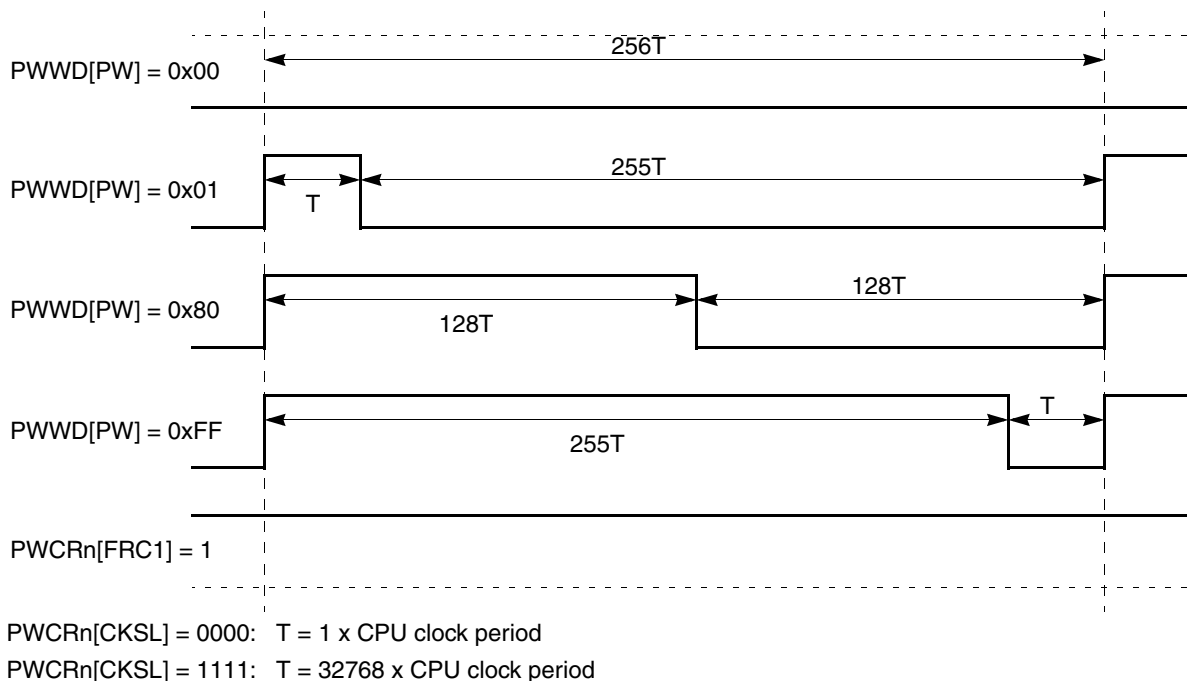 256T
PWWD[PW] = 0x00
255T
PWWD[PW] = 0x01
T
128T
PWWD[PW] = 0x80
128T
T
PWWD[PW] = 0xFF
255T
PWCRn[FRC1] = 1
PWCRn[CKSL] = 0000: T = 1 x CPU clock period
PWCRn[CKSL] = 1111: T = 32768 x CPU clock period